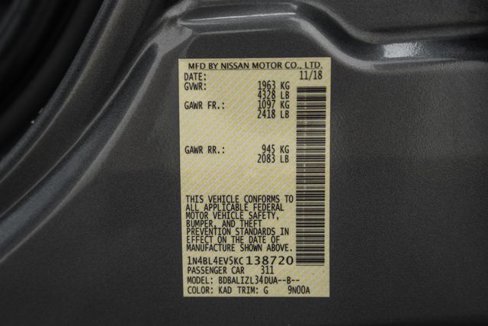 MFD BY NISSAN MOTOR CO., LTD.
DATE: 11/18
GVWR: 1963 KG
4328 LB
GAWR FR.: 1097 KG
2418 LB
GAWR RR.: 945 KG
2083 LB
THIS VEHICLE CONFORMS TO
ALL APPLICABLE FEDERAL
MOTOR VEHICLE SAFETY,
BUMPER, AND THEFT
PREVENTION STANDARDS IN
EFFECT ON THE DATE OF
MANUFACTURE SHOWN ABOVE.
1N4BL4EV5KC138720
PASSENGER CAR 311
MODEL: BDBALIZL34DUA--B--
COLOR: KAD TRIM: G 9N00A